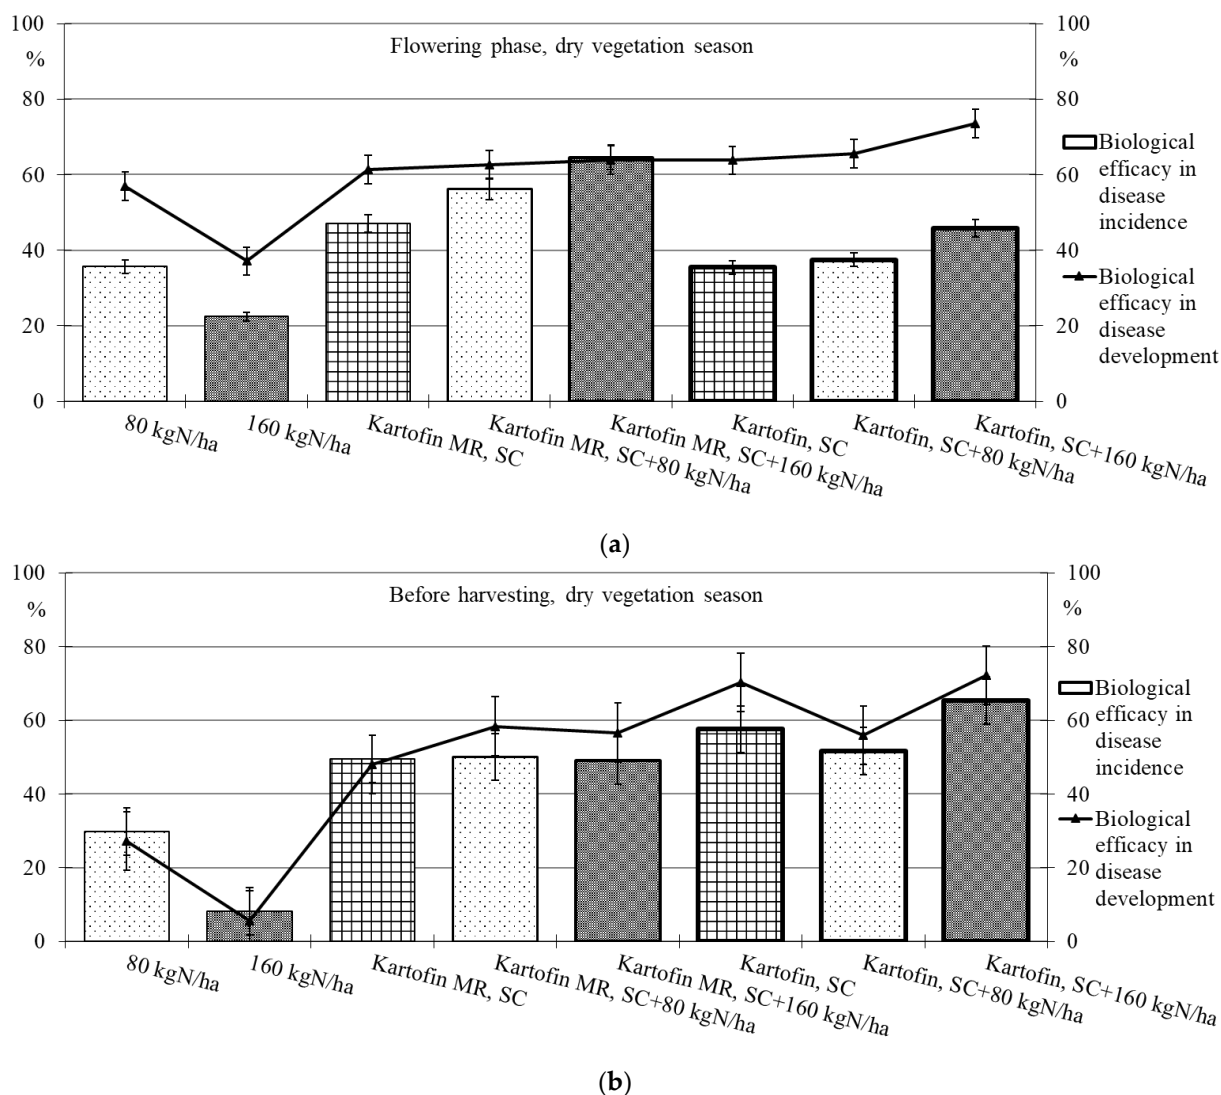 100
80
60
40
20
0
%
Flowering phase, dry vegetation season
100
80
60
40
20
0
%
Biological
efficacy in
disease
incidence
Biological
efficacy in
disease
development
80 kgN/ha
160 kgN/ha
Kartofin MR, SC
Kartofin MR, SC+80 kgN/ha
Kartofin MR, SC+160 kgN/ha
Kartofin, SC
Kartofin, SC+80 kgN/ha
Kartofin, SC+160 kgN/ha
(a)
100
80
60
40
20
0
%
Before harvesting, dry vegetation season
100
80
60
40
20
0
%
Biological
efficacy in
disease
incidence
Biological
efficacy in
disease
development
80 kgN/ha
160 kgN/ha
Kartofin MR, SC
Kartofin MR, SC+80 kgN/ha
Kartofin MR, SC+160 kgN/ha
Kartofin, SC
Kartofin, SC+80 kgN/ha
Kartofin, SC+160 kgN/ha
(b)